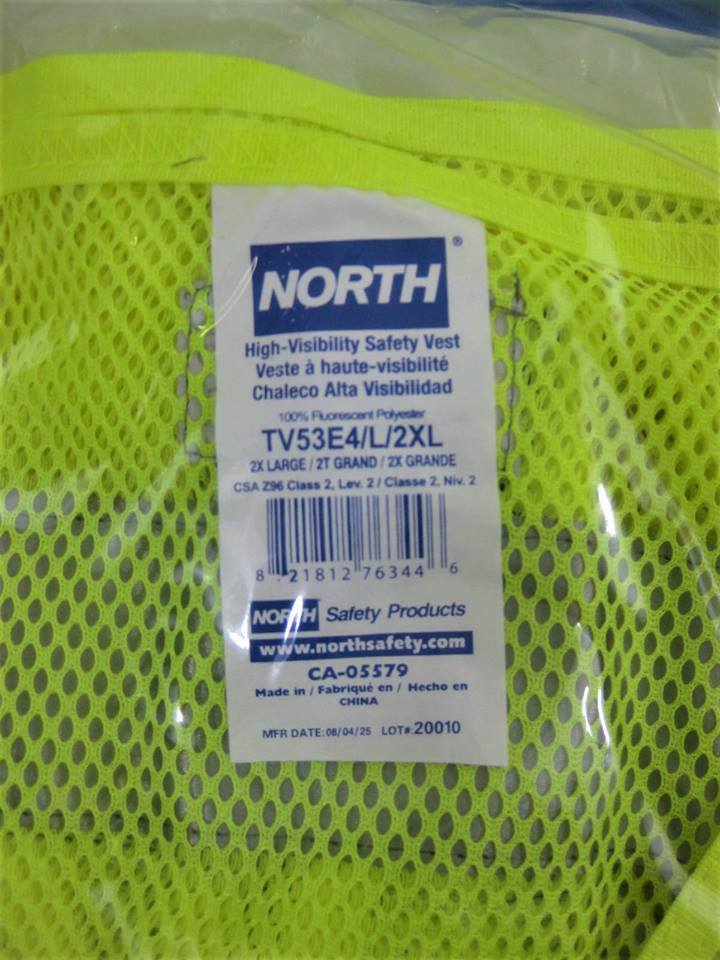 NORTH®
High-Visibility Safety Vest
Veste à haute-visibilité
Chaleco Alta Visibilidad
100% Fluorescent Polyester
TV53E4/L/2XL
2X LARGE / 2T GRAND / 2X GRANDE
CSA Z96 Class 2, Lev. 2 / Classe 2, Niv. 2
8 21812 76344 6
NORTH Safety Products
www.northsafety.com
CA-05579
Made in / Fabriqué en / Hecho en
CHINA
MFR DATE: 08/04/25 LOT#: 20010